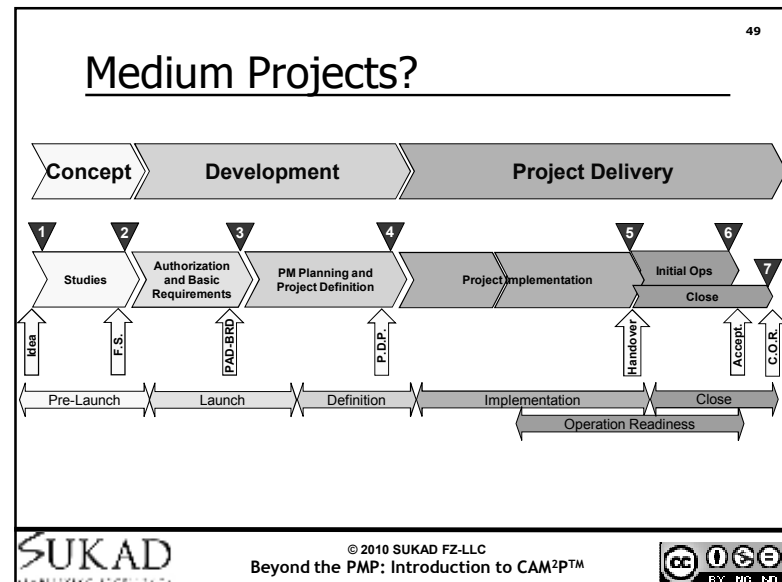 49
Medium Projects?
Concept
Development
Project Delivery
1
2
3
4
5
6
7
Studies
Authorization
and Basic
Requirements
PM Planning and
Project Definition
Project Implementation
Initial Ops
Close
Idea
F.S.
PAD-BRD
P.D.P.
Handover
Accept.
C.O.R.
Pre-Launch
Launch
Definition
Implementation
Close
Operation Readiness
SUKAD
© 2010 SUKAD FZ-LLC
Beyond the PMP: Introduction to CAM²P™
cc